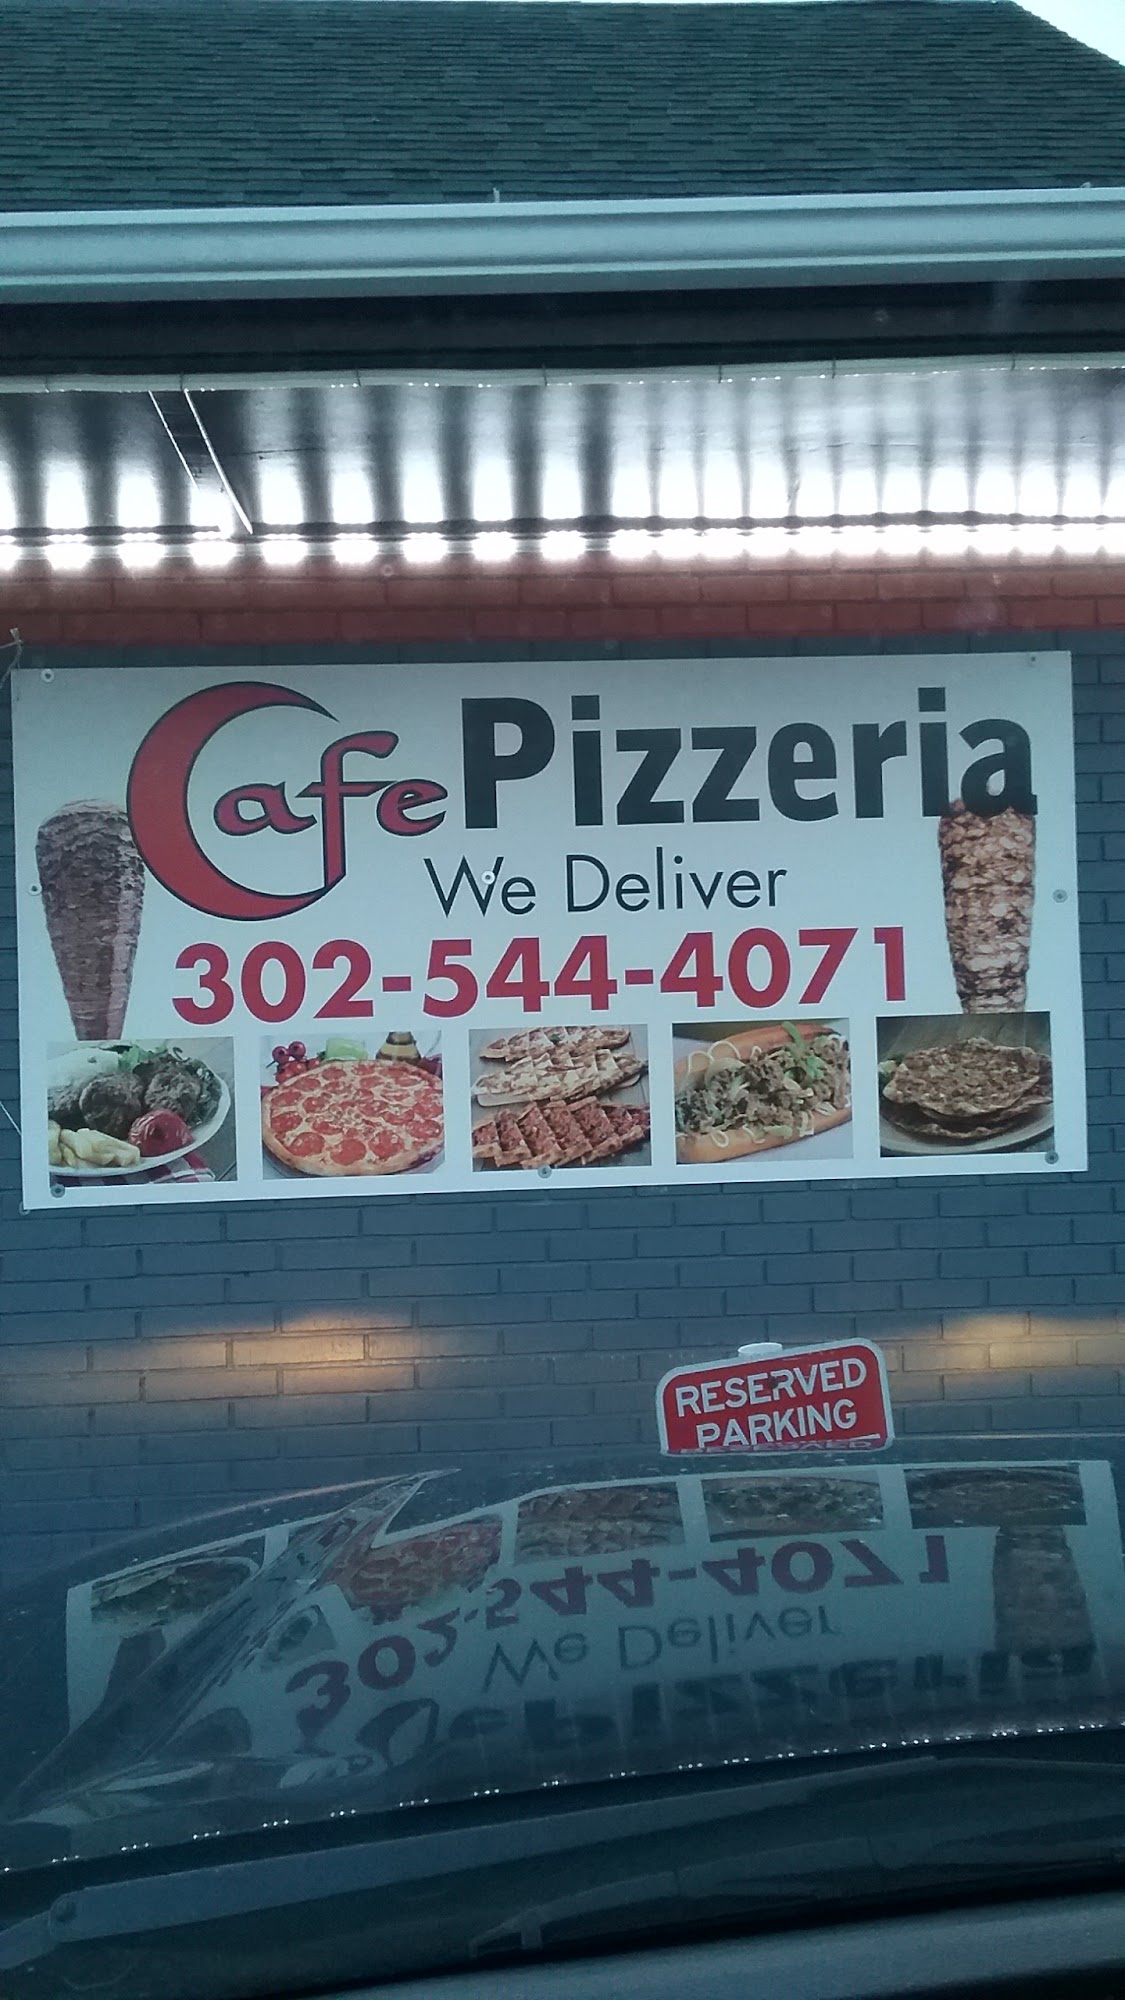 Cafe Pizzeria
We Deliver
302-544-4071
RESERVED
PARKING